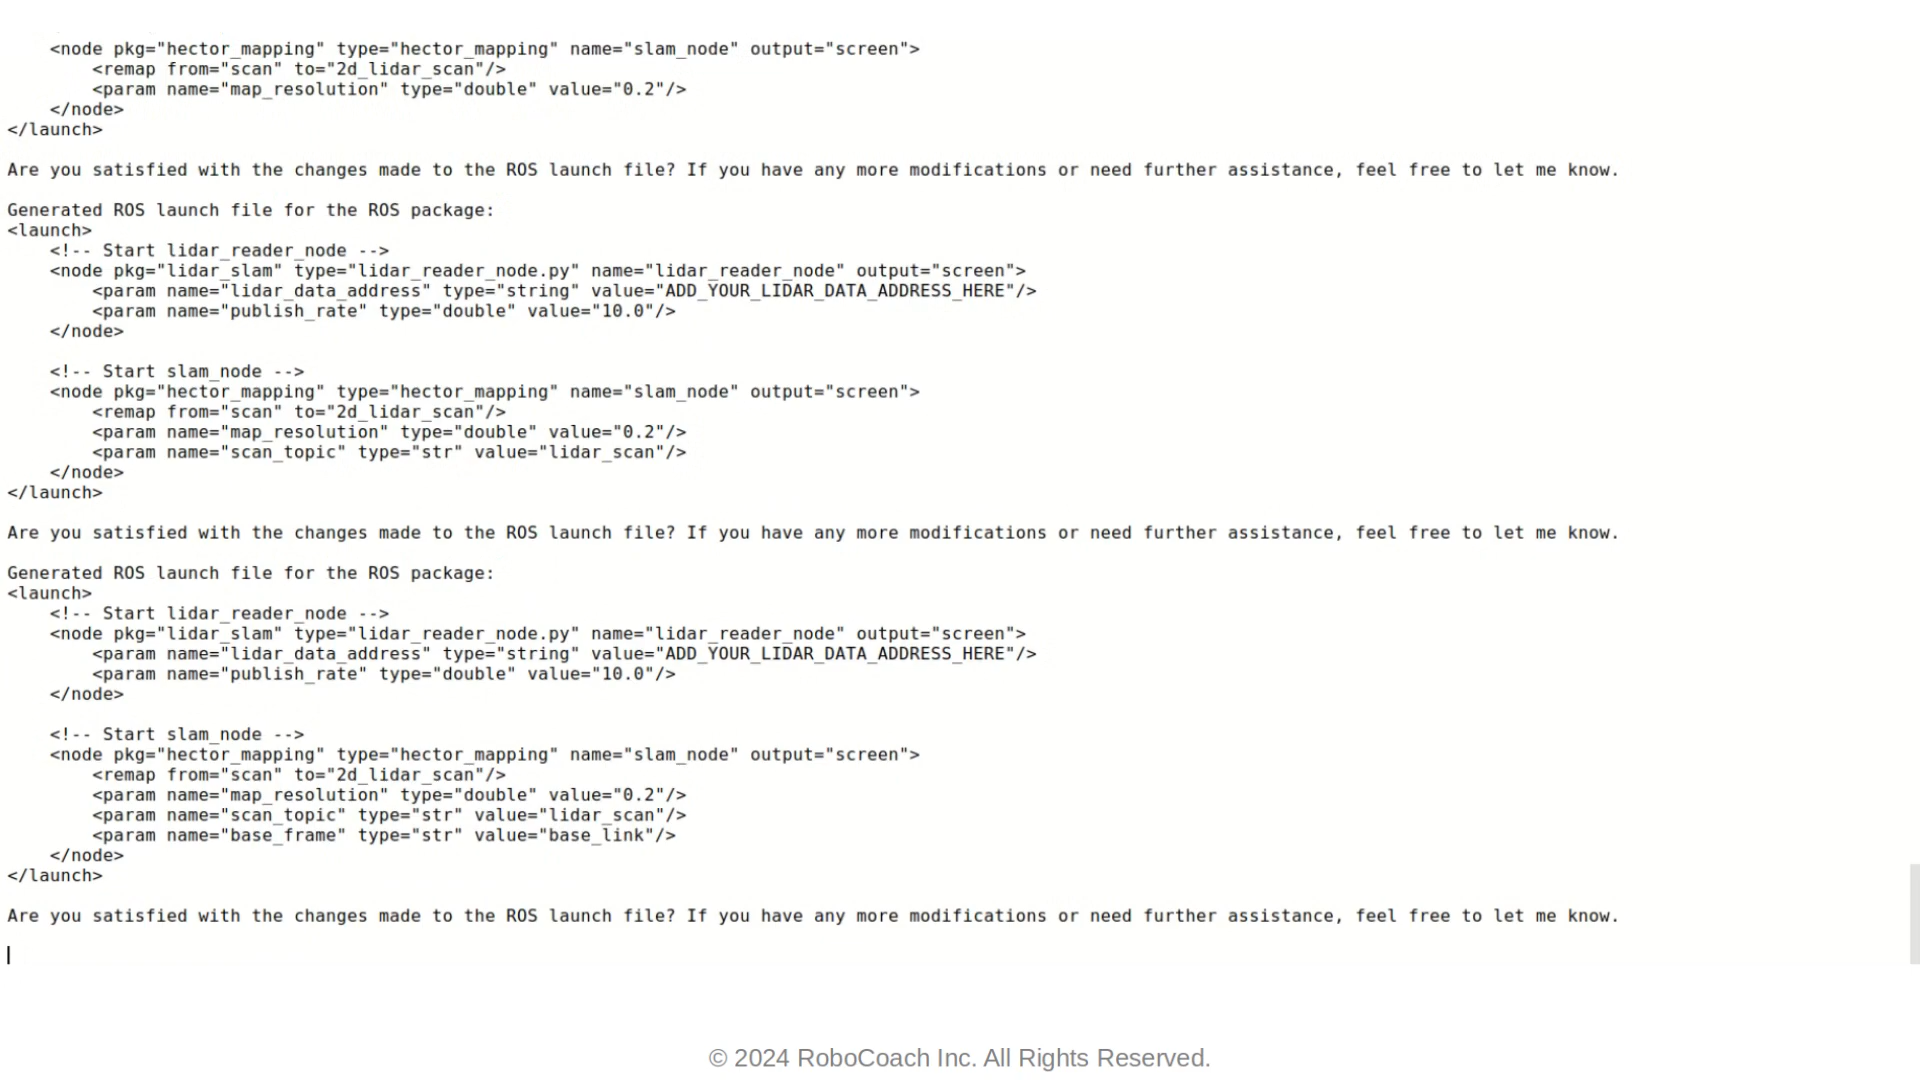 <node pkg="hector_mapping" type="hector_mapping" name="slam_node" output="screen">
        <remap from="scan" to="2d_lidar_scan"/>
        <param name="map_resolution" type="double" value="0.2"/>
    </node>
</launch>

Are you satisfied with the changes made to the ROS launch file? If you have any more modifications or need further assistance, feel free to let me know.

Generated ROS launch file for the ROS package:
<launch>
    <!-- Start lidar_reader_node -->
    <node pkg="lidar_slam" type="lidar_reader_node.py" name="lidar_reader_node" output="screen">
        <param name="lidar_data_address" type="string" value="ADD_YOUR_LIDAR_DATA_ADDRESS_HERE"/>
        <param name="publish_rate" type="double" value="10.0"/>
    </node>

    <!-- Start slam_node -->
    <node pkg="hector_mapping" type="hector_mapping" name="slam_node" output="screen">
        <remap from="scan" to="2d_lidar_scan"/>
        <param name="map_resolution" type="double" value="0.2"/>
        <param name="scan_topic" type="str" value="lidar_scan"/>
    </node>
</launch>

Are you satisfied with the changes made to the ROS launch file? If you have any more modifications or need further assistance, feel free to let me know.

Generated ROS launch file for the ROS package:
<launch>
    <!-- Start lidar_reader_node -->
    <node pkg="lidar_slam" type="lidar_reader_node.py" name="lidar_reader_node" output="screen">
        <param name="lidar_data_address" type="string" value="ADD_YOUR_LIDAR_DATA_ADDRESS_HERE"/>
        <param name="publish_rate" type="double" value="10.0"/>
    </node>

    <!-- Start slam_node -->
    <node pkg="hector_mapping" type="hector_mapping" name="slam_node" output="screen">
        <remap from="scan" to="2d_lidar_scan"/>
        <param name="map_resolution" type="double" value="0.2"/>
        <param name="scan_topic" type="str" value="lidar_scan"/>
        <param name="base_frame" type="str" value="base_link"/>
    </node>
</launch>

Are you satisfied with the changes made to the ROS launch file? If you have any more modifications or need further assistance, feel free to let me know.

© 2024 RoboCoach Inc. All Rights Reserved.